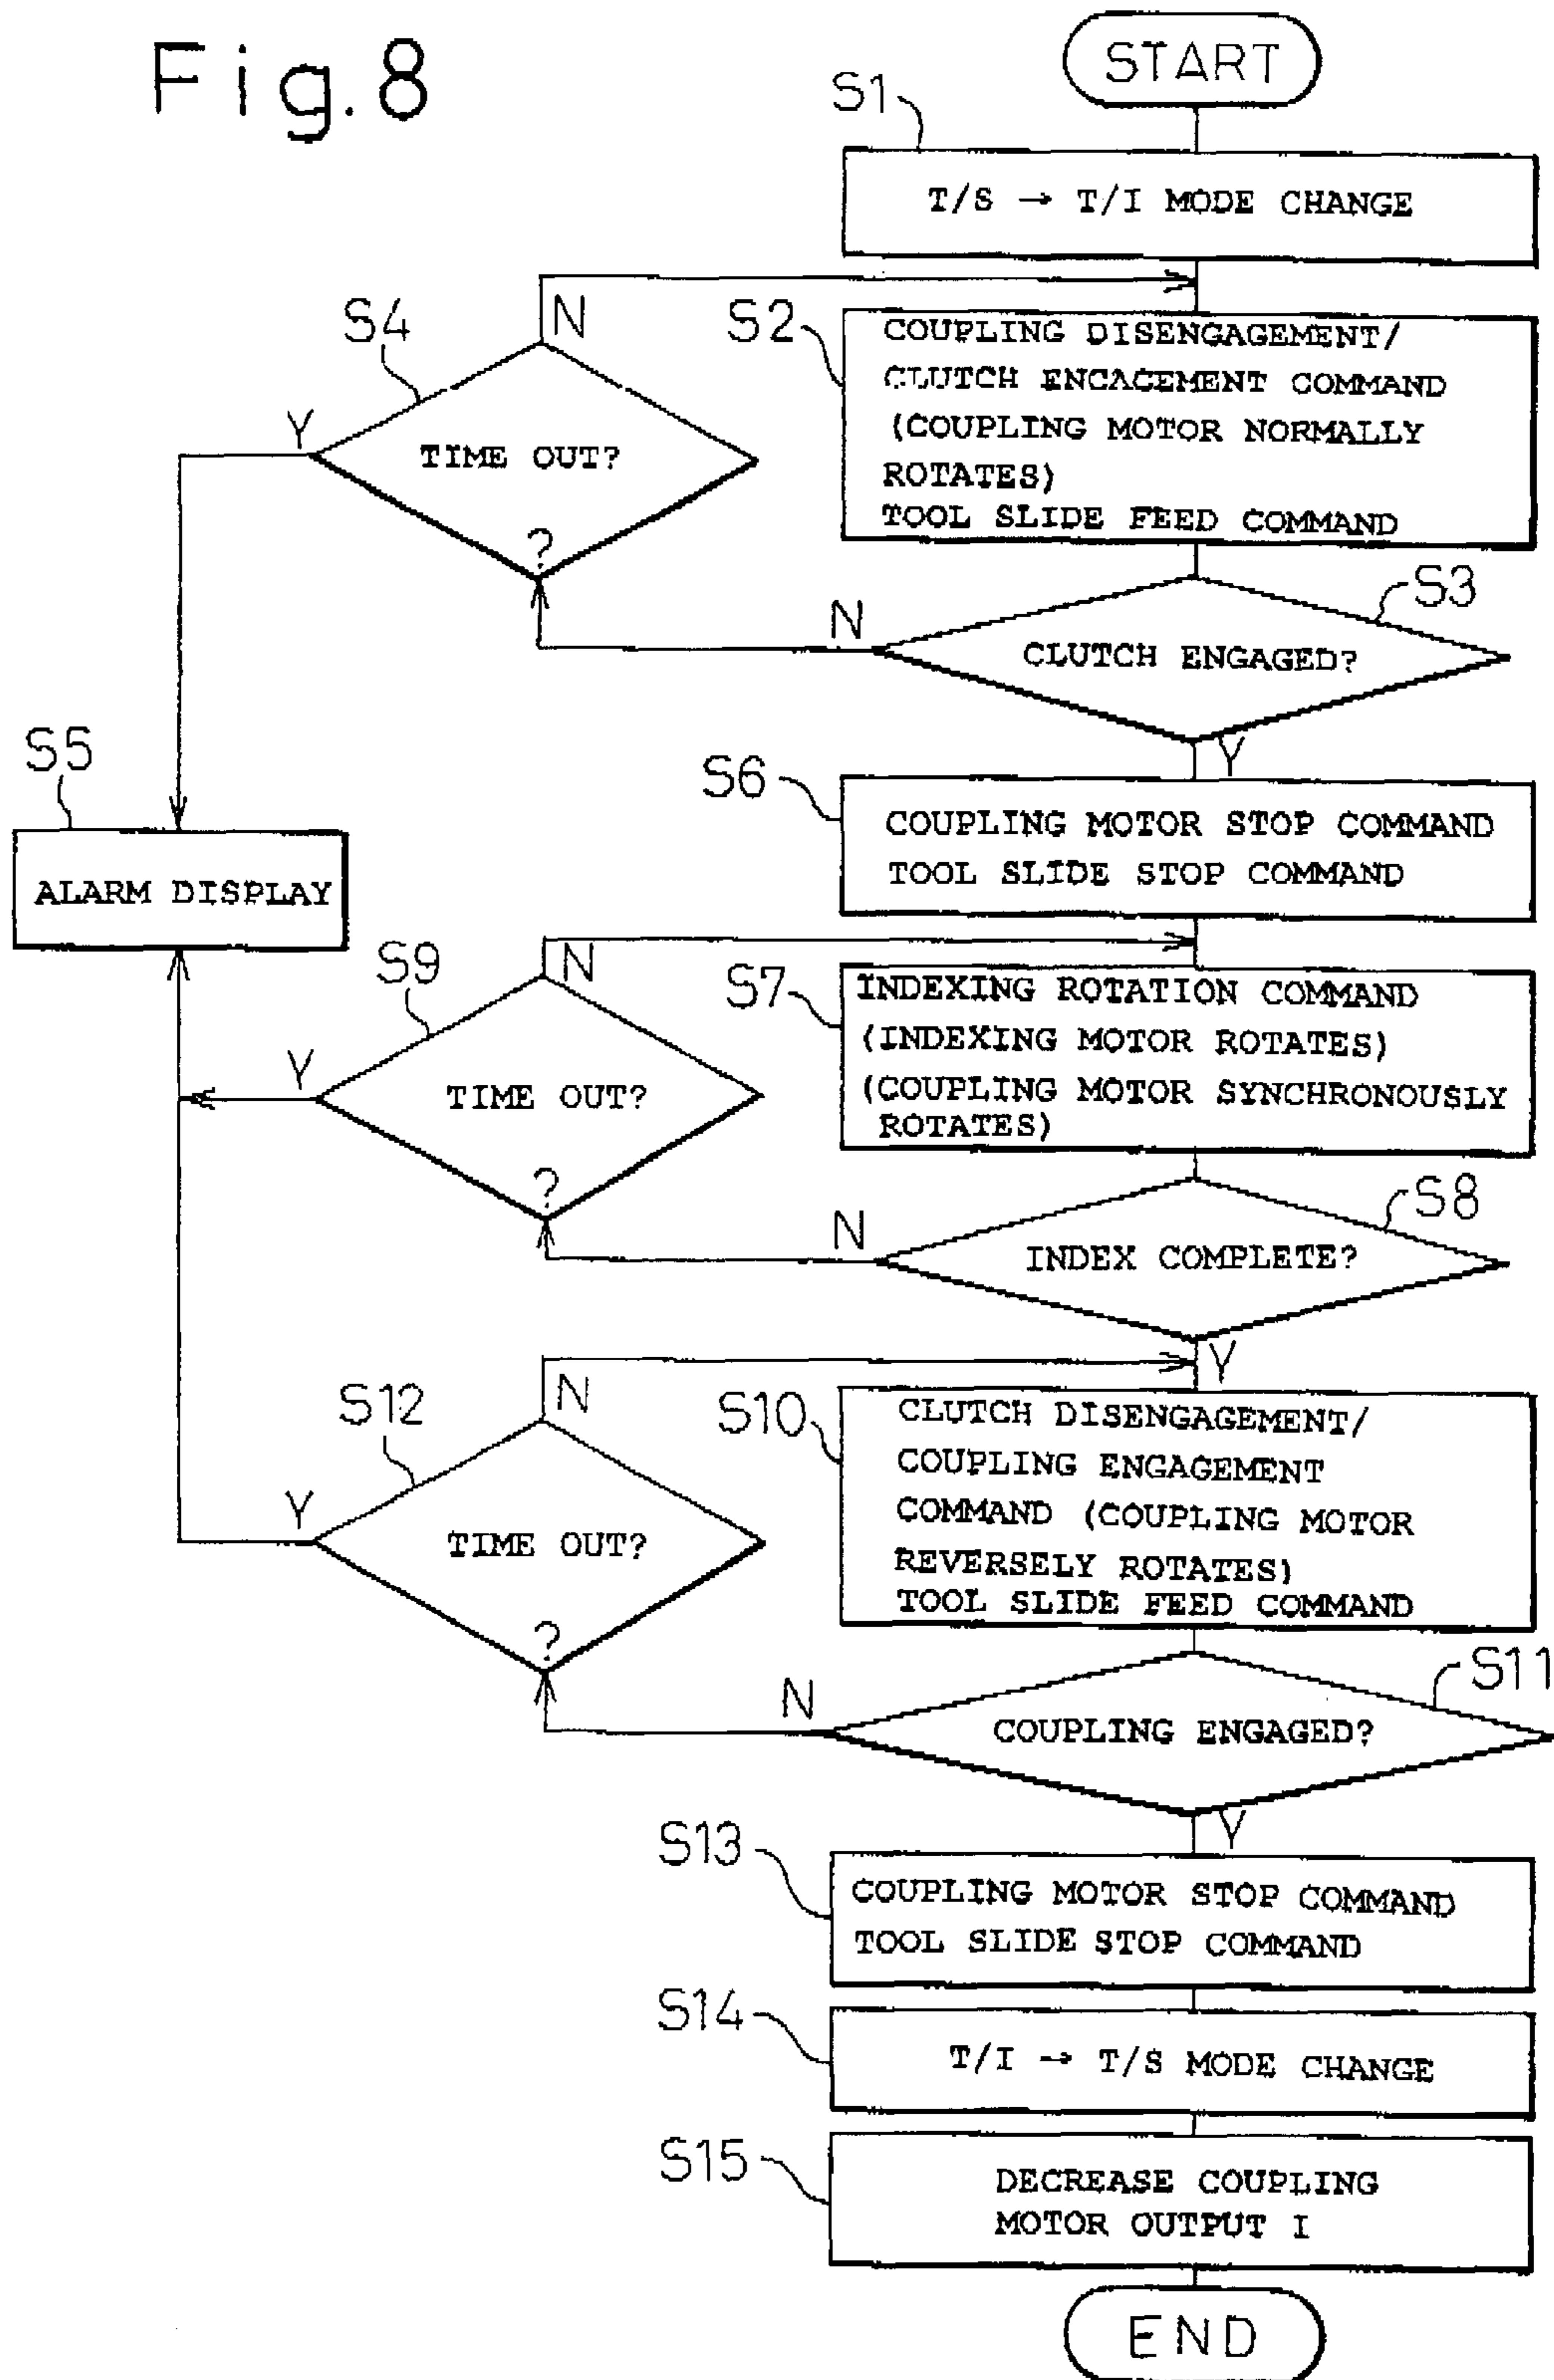 Fig.8
START
S1
T/S → T/I MODE CHANGE
N
S4
Y
TIME OUT?
?
S2
COUPLING DISENGAGEMENT/
CLUTCH ENCAGEMENT COMMAND
(COUPLING MOTOR NORMALLY
ROTATES)
TOOL SLIDE FEED COMMAND
S3
N
CLUTCH ENGAGED?
Y
S5
ALARM DISPLAY
S6
COUPLING MOTOR STOP COMMAND
TOOL SLIDE STOP COMMAND
N
S9
Y
TIME OUT?
?
S7
INDEXING ROTATION COMMAND
(INDEXING MOTOR ROTATES)
(COUPLING MOTOR SYNCHRONOUSLY
ROTATES)
S8
N
INDEX COMPLETE?
Y
N
S12
Y
TIME OUT?
?
S10
CLUTCH DISENGAGEMENT/
COUPLING ENGAGEMENT
COMMAND (COUPLING MOTOR
REVERSELY ROTATES)
TOOL SLIDE FEED COMMAND
S11
N
COUPLING ENGAGED?
Y
S13
COUPLING MOTOR STOP COMMAND
TOOL SLIDE STOP COMMAND
S14
T/I → T/S MODE CHANGE
S15
DECREASE COUPLING
MOTOR OUTPUT I
END